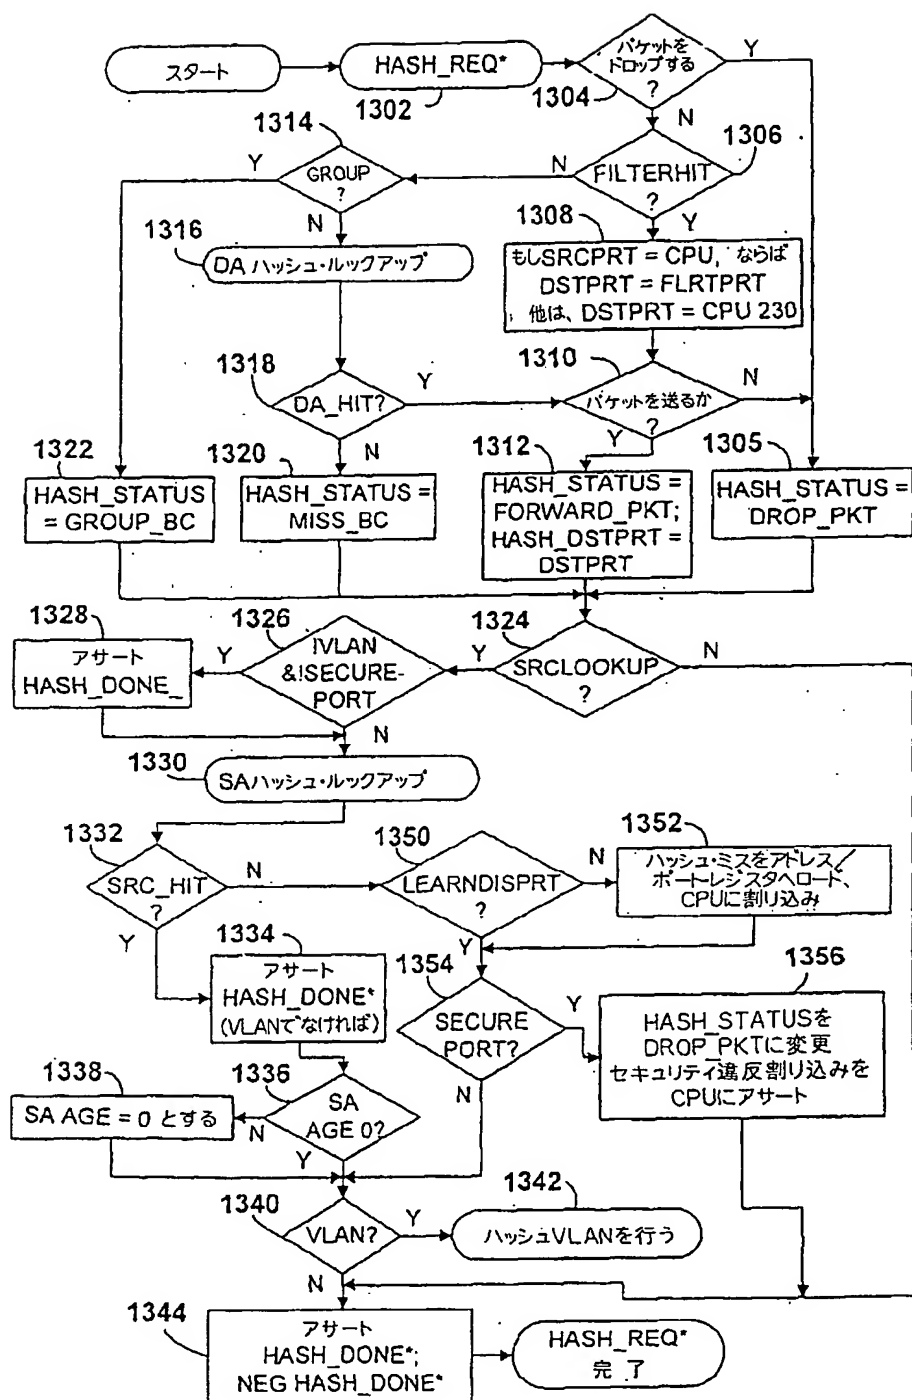 スタート
HASH_REQ*
1302
パケットを
ドロップする
?
1304
Y
N
1314
Y
GROUP
?
N
N
FILTERHIT
?
1306
Y
1316
DA ハッシュ・ルックアップ
1308
もしSRCPRT = CPU, ならば
DSTPRT = FLRTPRT
; 他は、DSTPRT = CPU 230
1318
DA_HIT?
Y
N
1310
パケットを送るか
?
N
Y
1322
HASH_STATUS
= GROUP_BC
1320
HASH_STATUS =
MISS_BC
1312
HASH_STATUS =
FORWARD_PKT;
HASH_DSTPRT =
DSTPRT
1305
HASH_STATUS =
DROP_PKT
1328
アサート
HASH_DONE_
Y
1326
!VLAN
&!SECURE-
PORT
N
Y
1324
SRCLOOKUP
?
N
1330
SAハッシュ・ルックアップ
1332
SRC_HIT
?
N
Y
1350
LEARNDISPRT
?
N
Y
1352
ハッシュ・ミスをアドレス/
ポートレジスタへロード、
CPUに割り込み
1334
アサート
HASH_DONE*
(VLANでなければ)
1354
SECURE
PORT?
Y
N
1356
HASH_STATUSを
DROP_PKTに変更
セキュリティ違反割り込みを
CPUにアサート
1338
SA AGE = 0 とする
N
1336
SA
AGE 0?
Y
1340
VLAN?
Y
N
1342
ハッシュVLANを行う
1344
アサート
HASH_DONE*;
NEG HASH_DONE*
HASH_REQ*
完了